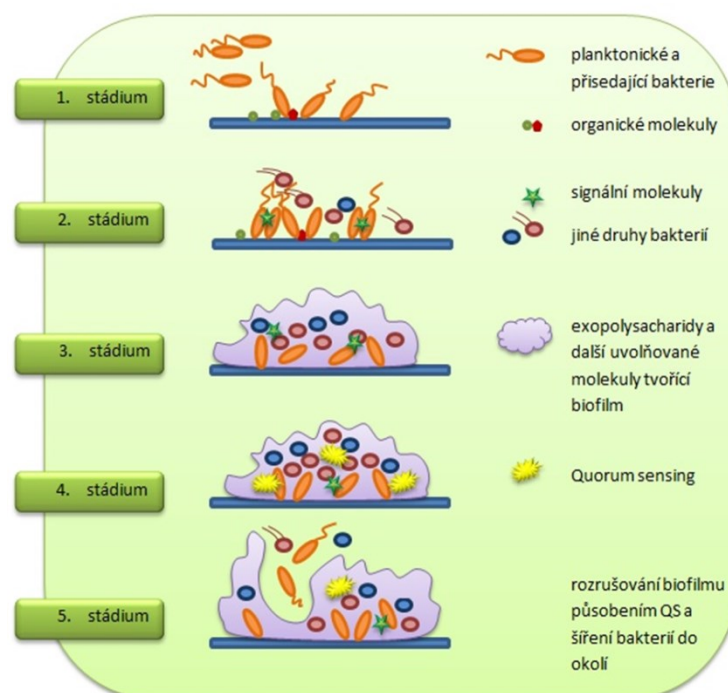 1. stádium
planktonické a
přisedající bakterie
organické molekuly
2. stádium
signální molekuly
jiné druhy bakterií
3. stádium
exopolysacharidy a
další uvolňované
molekuly tvořící
biofilm
4. stádium
Quorum sensing
5. stádium
rozrušování biofilmu
působením QS a
šíření bakterií do
okolí